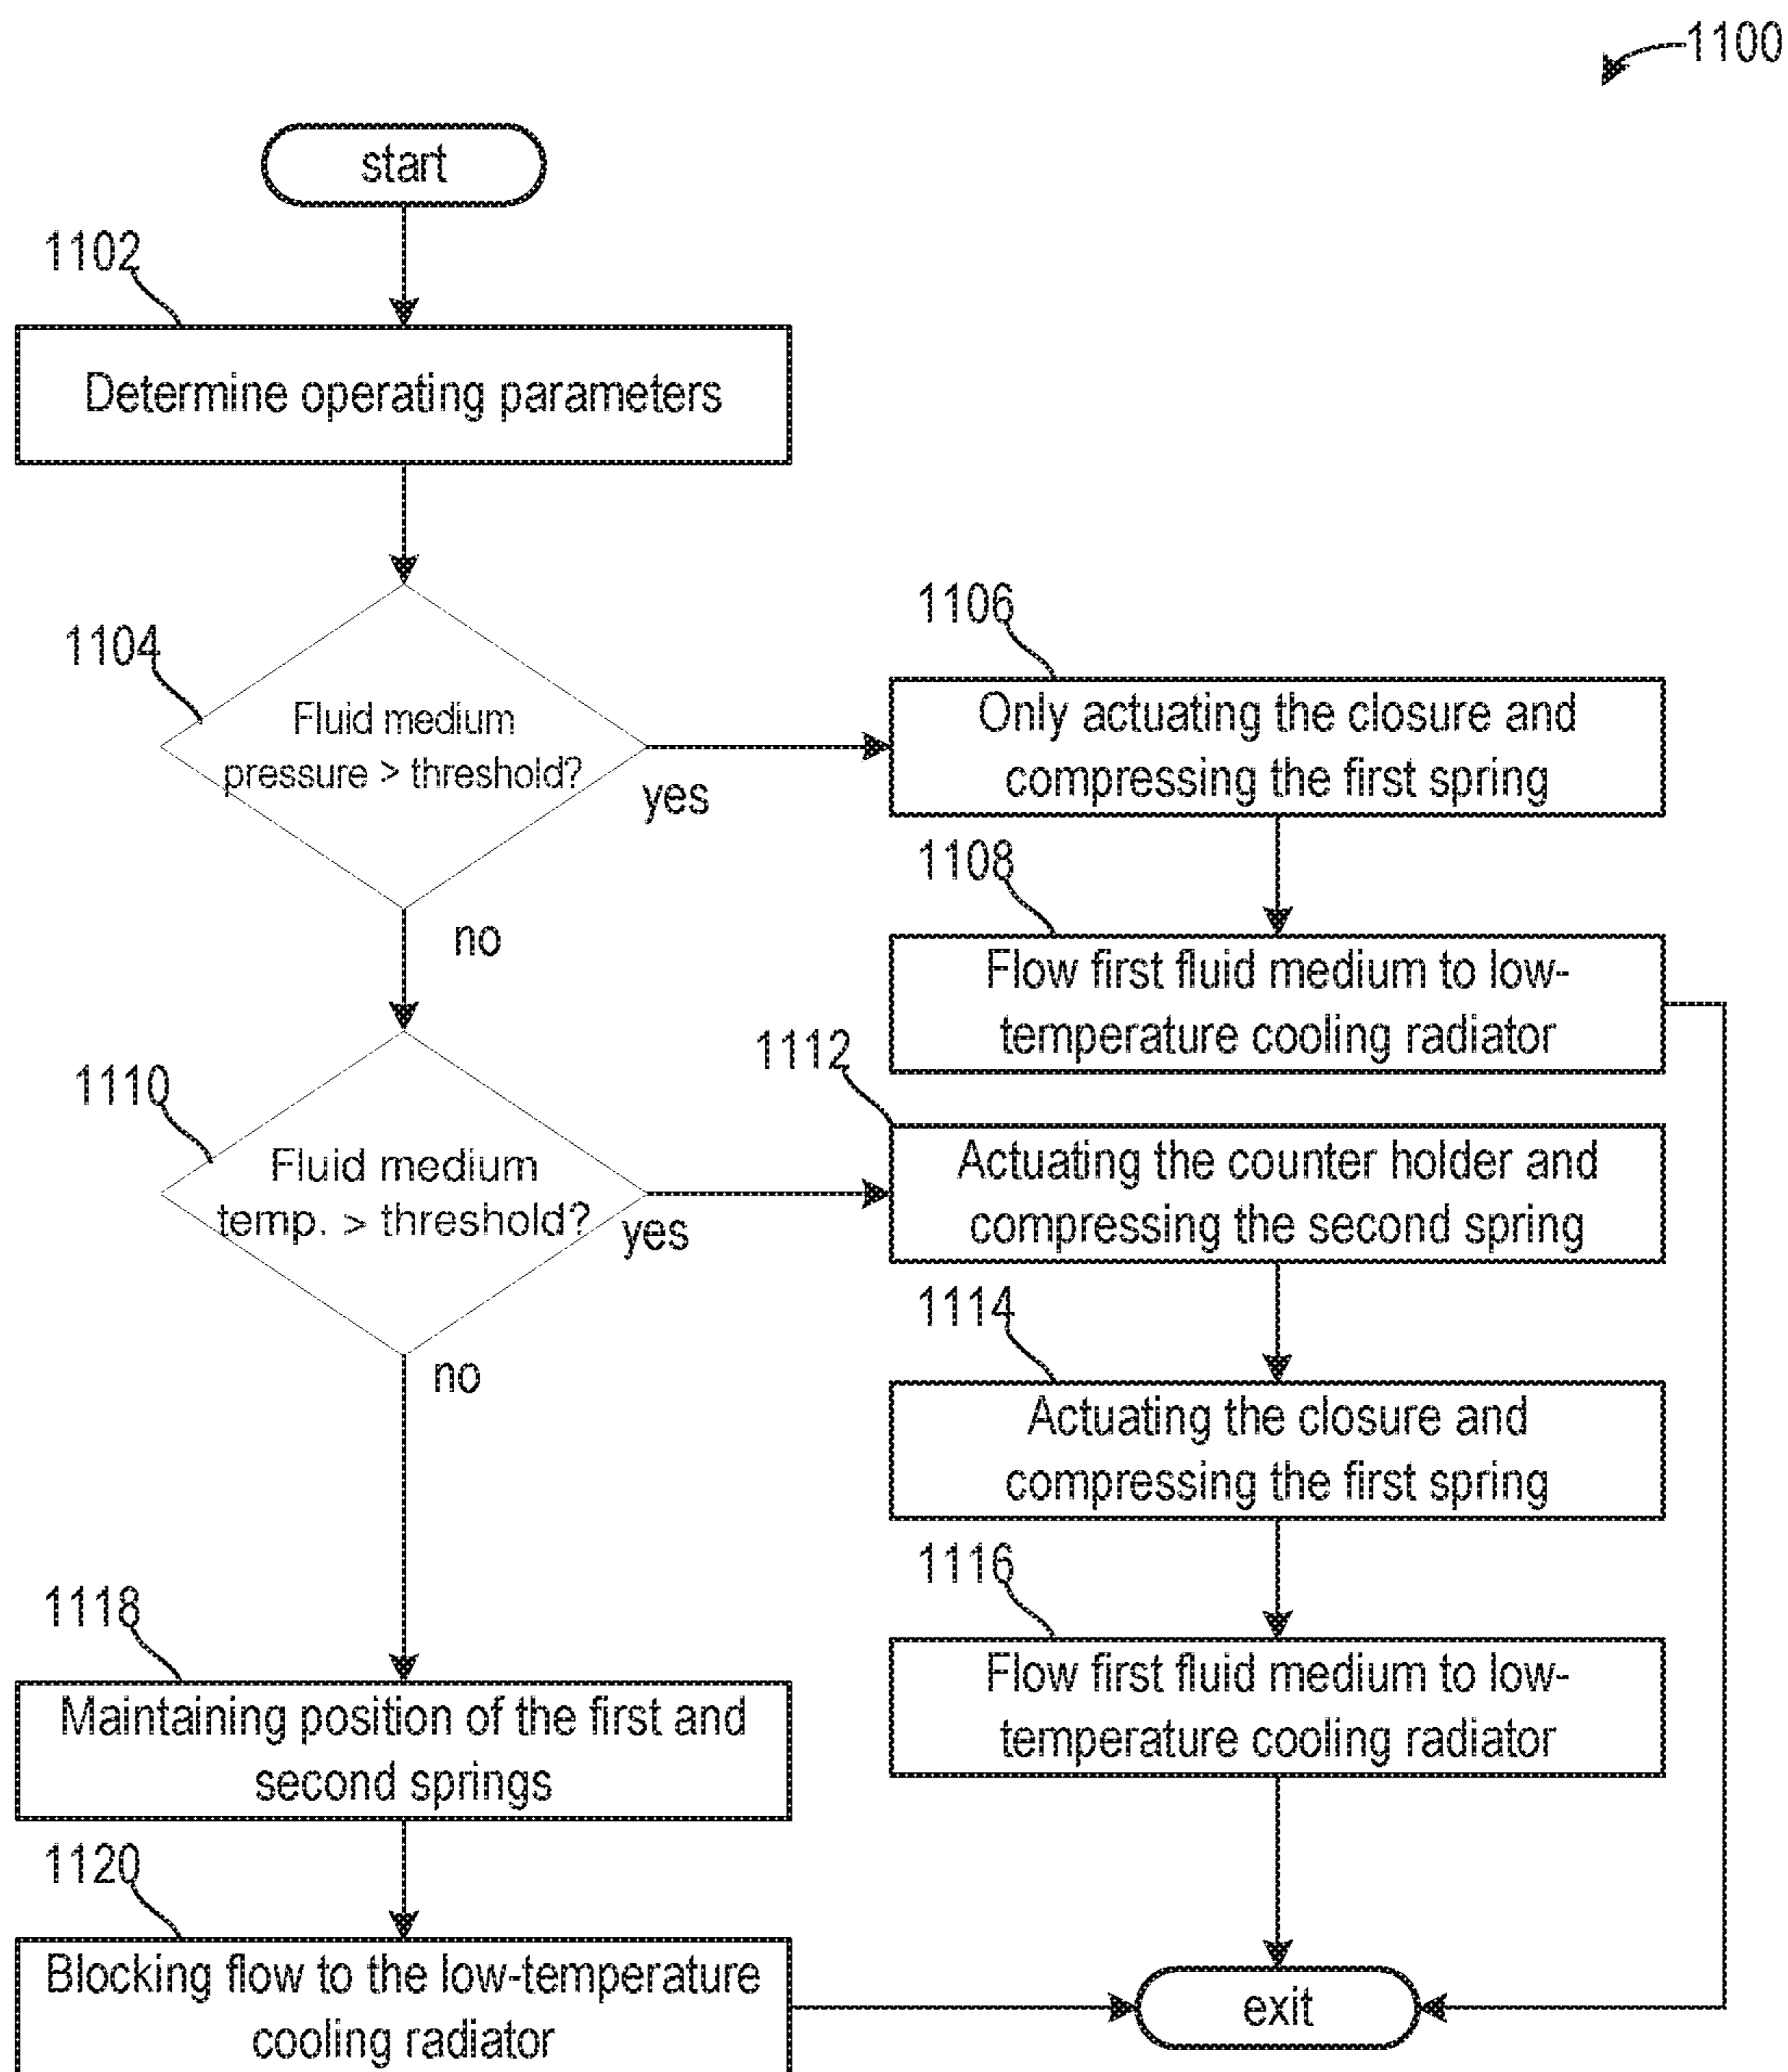 1100
start
1102
Determine operating parameters
1104
Fluid medium
pressure > threshold?
yes
no
1106
Only actuating the closure and
compressing the first spring
1108
Flow first fluid medium to low-
temperature cooling radiator
1110
Fluid medium
temp. > threshold?
yes
no
1112
Actuating the counter holder and
compressing the second spring
1114
Actuating the closure and
compressing the first spring
1116
Flow first fluid medium to low-
temperature cooling radiator
1118
Maintaining position of the first and
second springs
1120
Blocking flow to the low-temperature
cooling radiator
exit